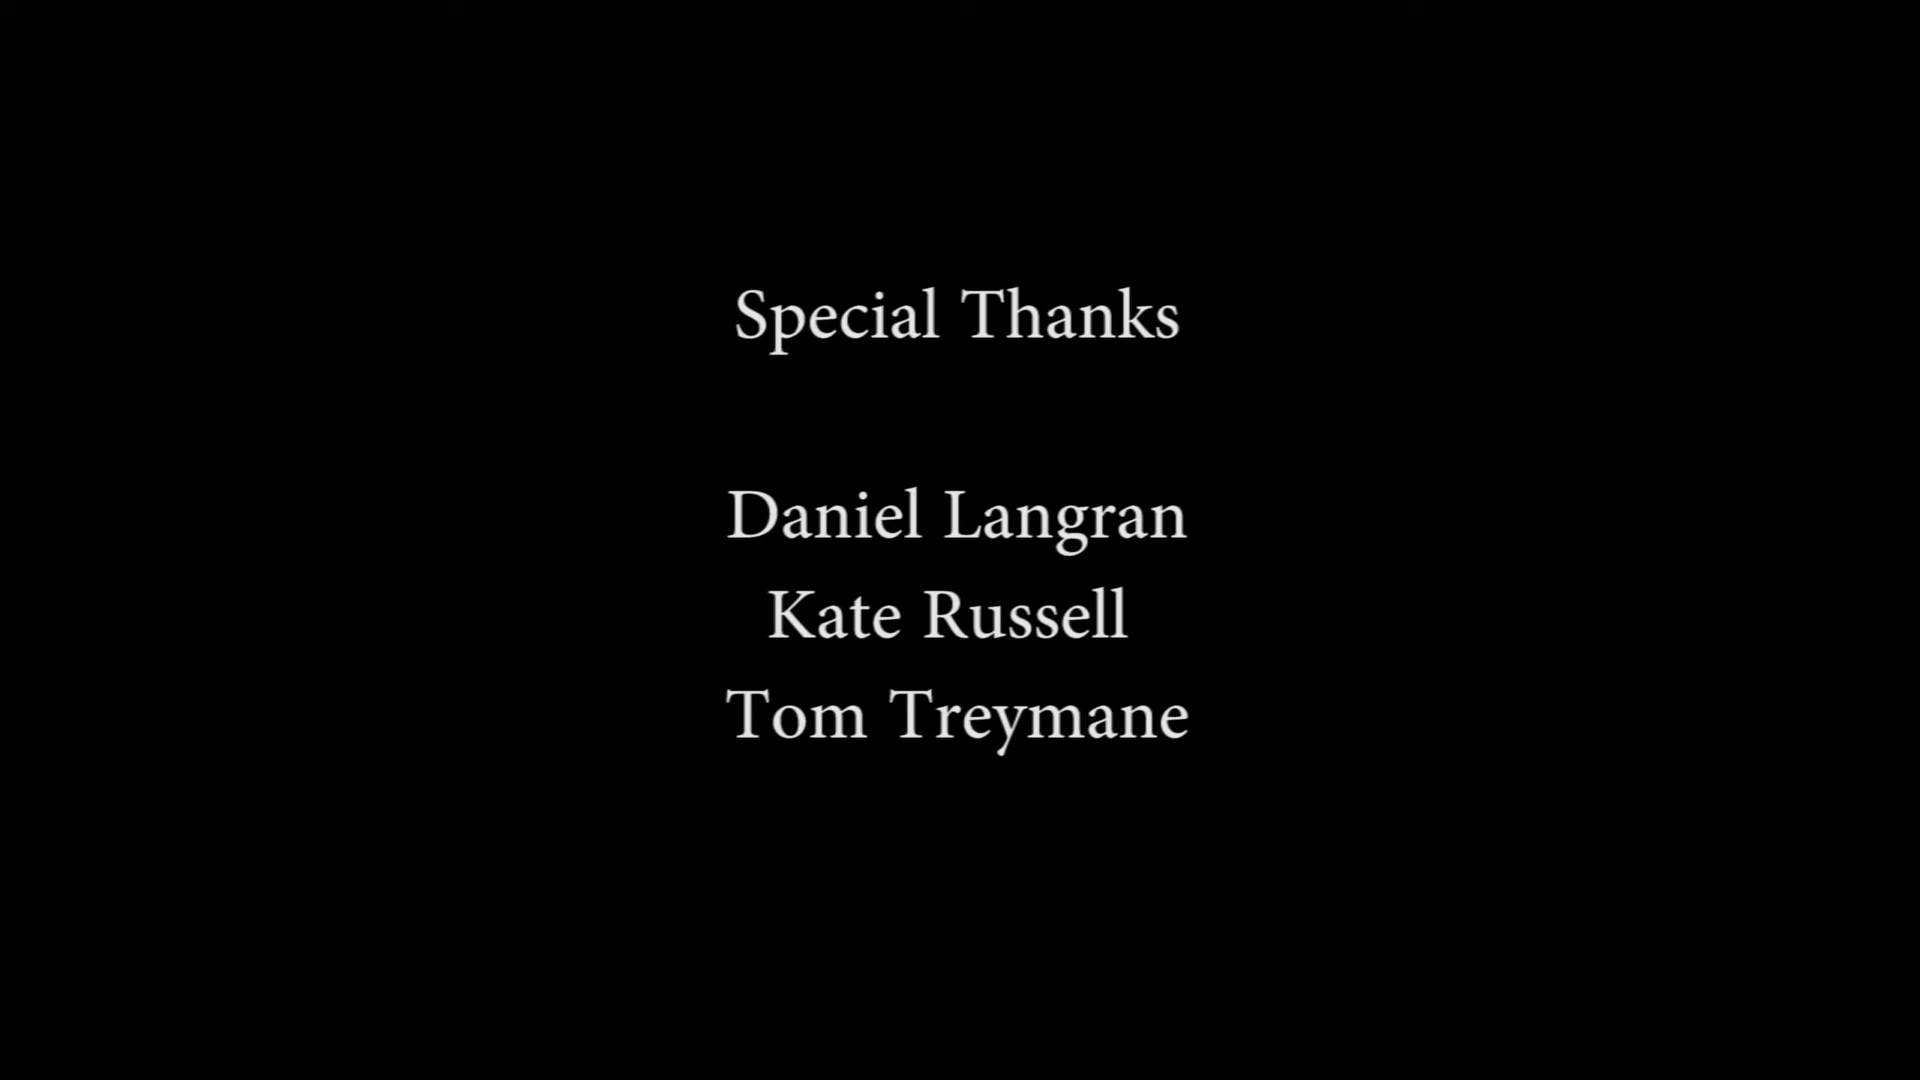 Special Thanks
Daniel Langran
Kate Russell
Tom Treymane